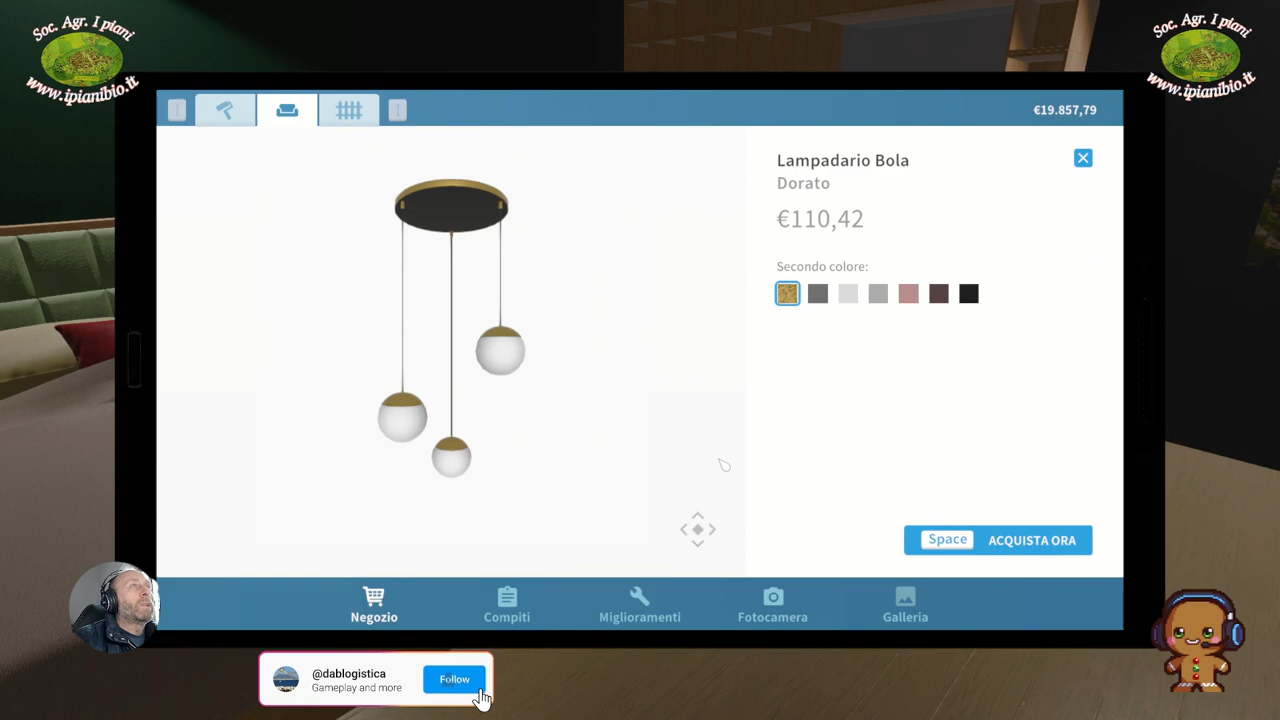 Soc. Agr. I piani
www.ipianibio.it
Soc. Agr. I piani
www.ipianibio.it
€19.857,79
Lampadario Bola
Dorato
€110,42
Secondo colore:
Space ACQUISTA ORA
Negozio Compiti Miglioramenti Fotocamera Galleria
@dablogistica
Gameplay and more
Follow